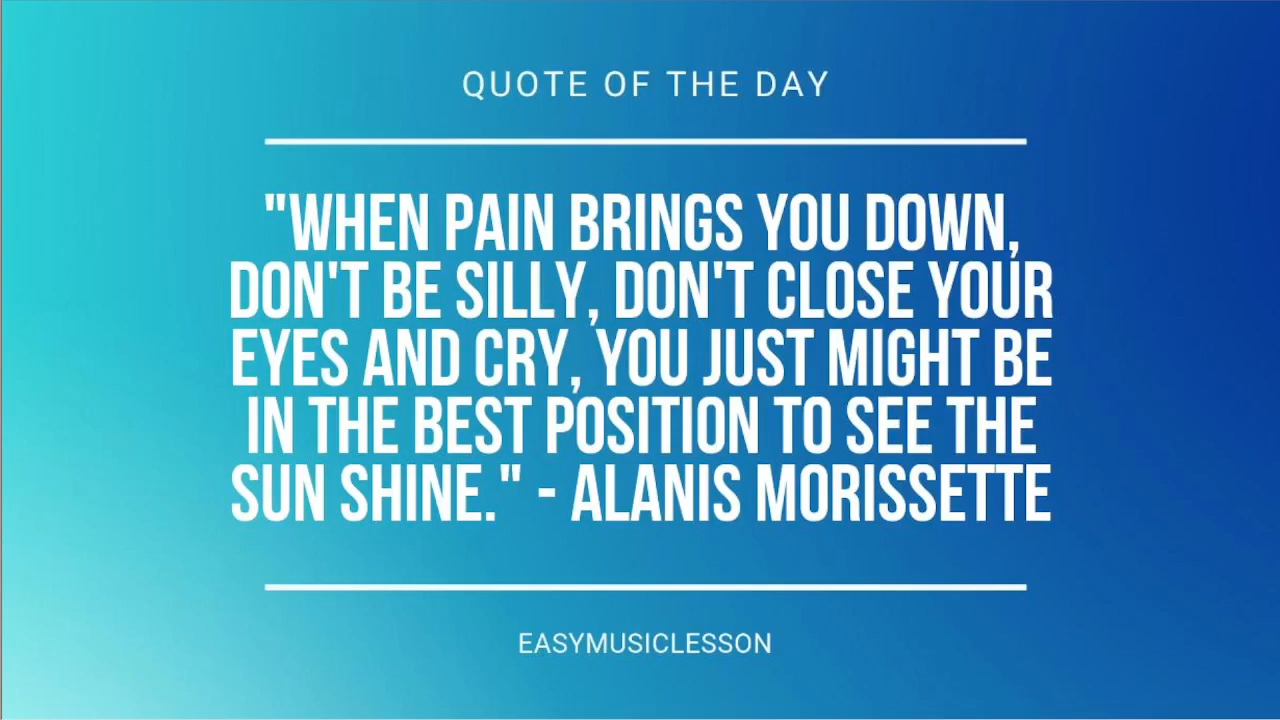 QUOTE OF THE DAY
"WHEN PAIN BRINGS YOU DOWN,
DON'T BE SILLY, DON'T CLOSE YOUR
EYES AND CRY, YOU JUST MIGHT BE
IN THE BEST POSITION TO SEE THE
SUN SHINE." - ALANIS MORISSETTE
EASYMUSICLESSON